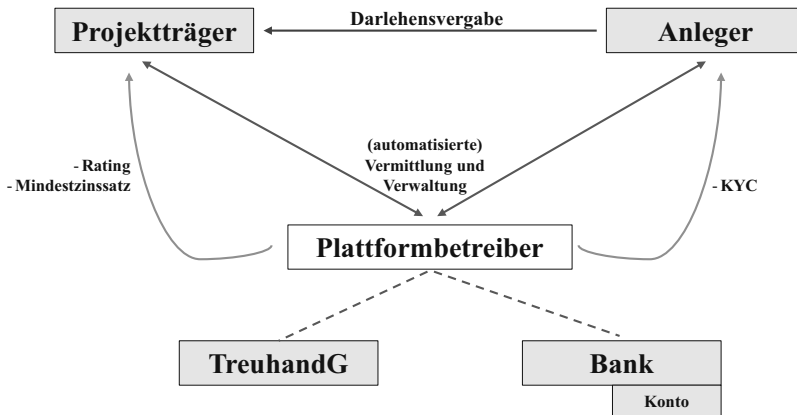 Darlehensvergabe
Projektträger
Anleger
(automatisierte)
Vermittlung und
Verwaltung
- Rating
- Mindestzinssatz
- KYC
Plattformbetreiber
TreuhandG
Bank
Konto